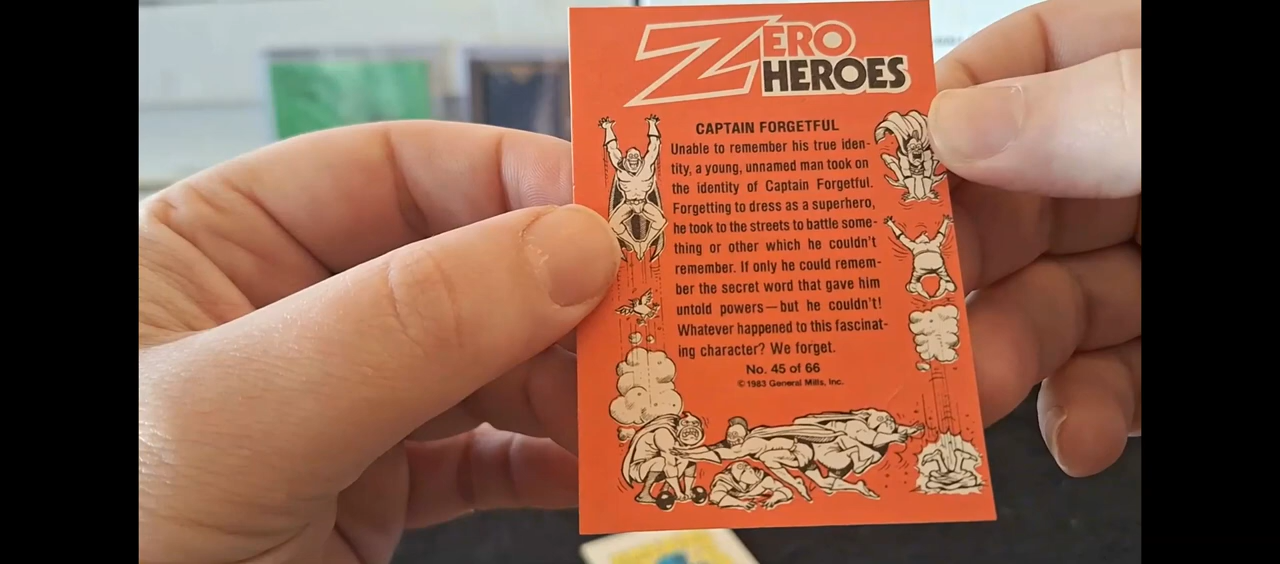 ZERO
HEROES
CAPTAIN FORGETFUL
Unable to remember his true iden-
tity, a young, unnamed man took on
the identity of Captain Forgetful.
Forgetting to dress as a superhero,
he took to the streets to battle some-
thing or other which he couldn't
remember. If only he could remem-
ber the secret word that gave him
untold powers—but he couldn't!
Whatever happened to this fascinat-
ing character? We forget.
No. 45 of 66
©1983 General Mills, Inc.